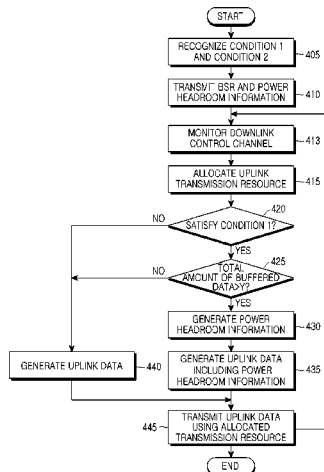 START
RECOGNIZE CONDITION 1
AND CONDITION 2
405
TRANSMIT BSR AND POWER
HEADROOM INFORMATION
410
MONITOR DOWNLINK
CONTROL CHANNEL
413
ALLOCATE UPLINK
TRANSMISSION RESOURCE
415
420
NO
SATISFY CONDITION 1?
YES
425
NO
TOTAL
AMOUNT OF BUFFERED
DATA>Y?
YES
GENERATE POWER
HEADROOM INFORMATION
430
GENERATE UPLINK DATA
440
GENERATE UPLINK DATA
INCLUDING POWER
HEADROOM INFORMATION
435
445
TRANSMIT UPLINK DATA
USING ALLOCATED
TRANSMISSION RESOURCE
END